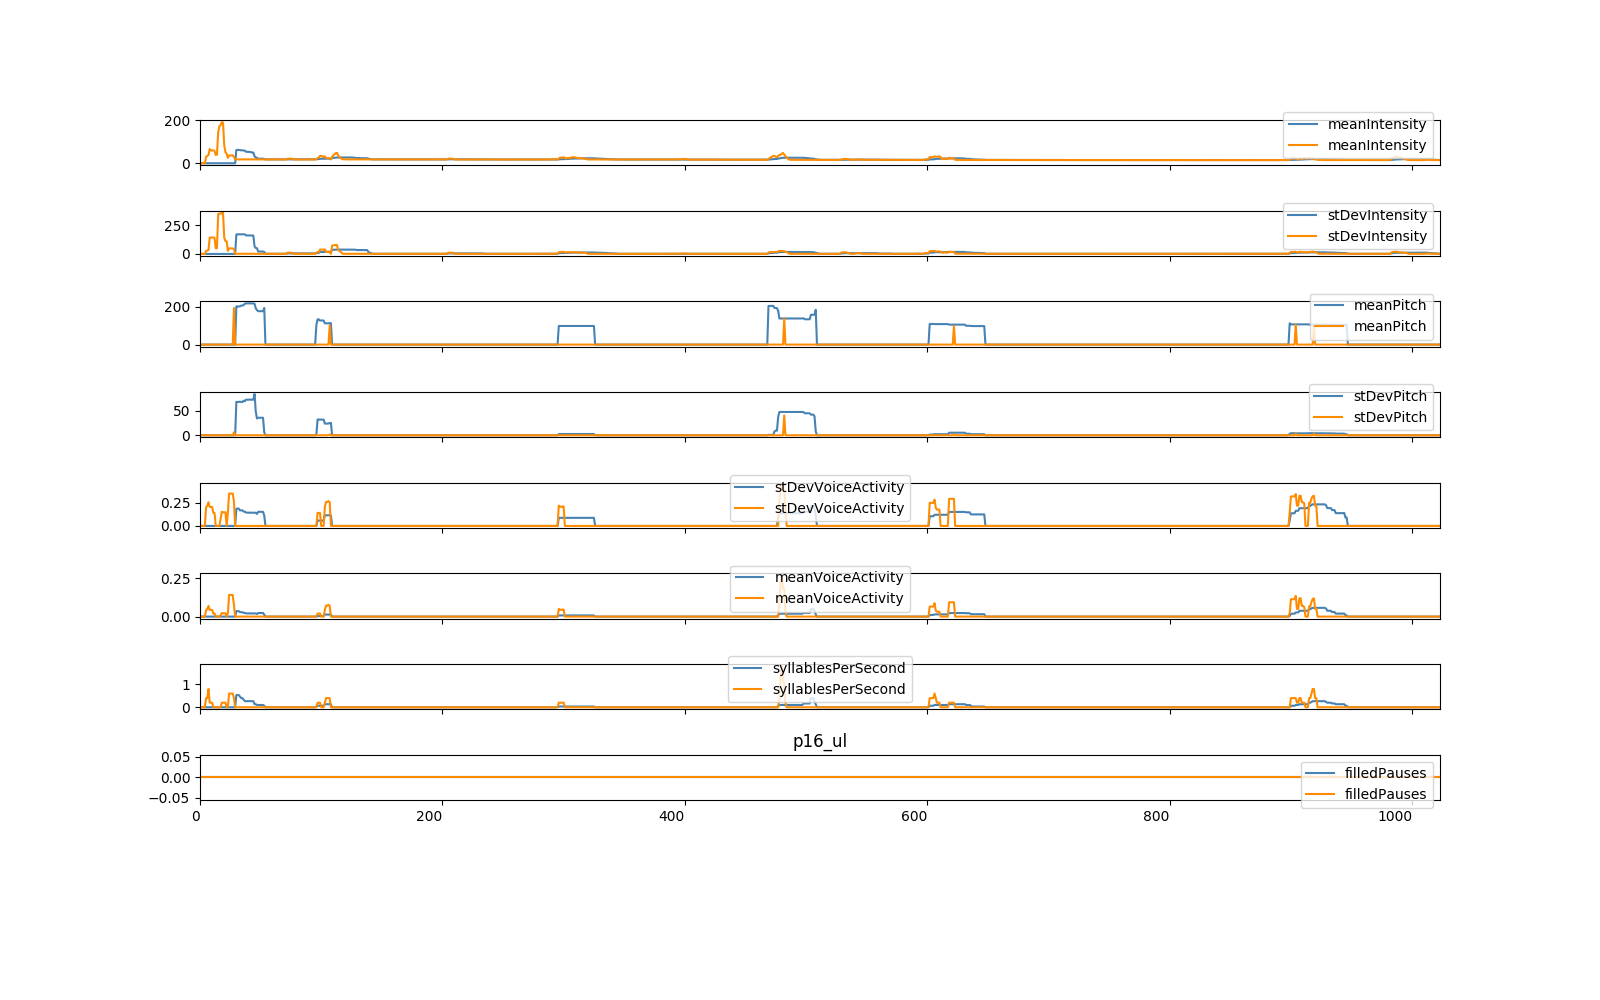 200
0
meanIntensity
meanIntensity
250
0
stDevIntensity
stDevIntensity
200
0
meanPitch
meanPitch
50
0
stDevPitch
stDevPitch
0.25
0.00
stDevVoiceActivity
stDevVoiceActivity
0.25
0.00
meanVoiceActivity
meanVoiceActivity
1
0
syllablesPerSecond
syllablesPerSecond
p16_ul
0.05
0.00
−0.05
filledPauses
filledPauses
0 200 400 600 800 1000